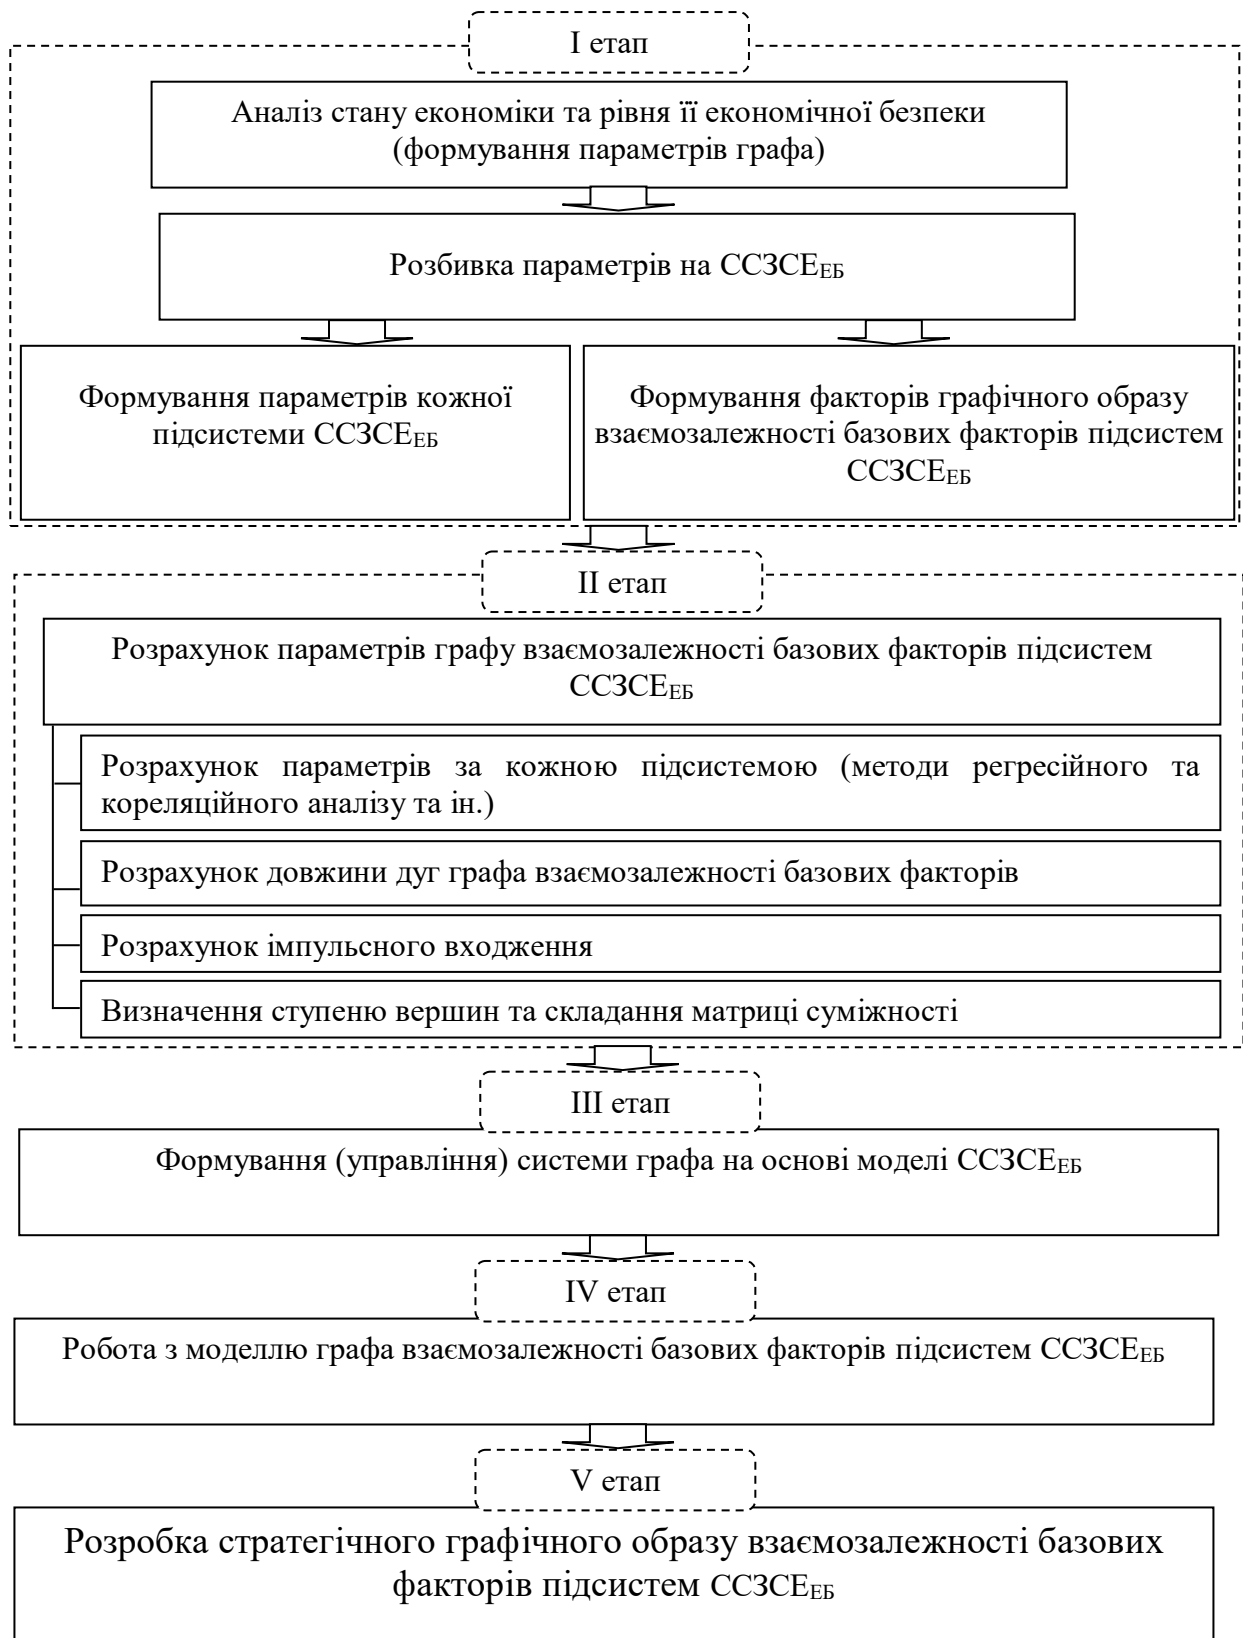 I етап
Аналіз стану економіки та рівня її економічної безпеки
(формування параметрів графа)
Розбивка параметрів на ССЗСЕЕБ
Формування параметрів кожної
підсистеми ССЗСЕЕБ
Формування факторів графічного образу
взаємозалежності базових факторів підсистем
ССЗСЕЕБ
II етап
Розрахунок параметрів графу взаємозалежності базових факторів підсистем
ССЗСЕЕБ
Розрахунок параметрів за кожною підсистемою (методи регресійного та
кореляційного аналізу та ін.)
Розрахунок довжини дуг графа взаємозалежності базових факторів
Розрахунок імпульсного входження
Визначення ступеню вершин та складання матриці суміжності
III етап
Формування (управління) системи графа на основі моделі ССЗСЕЕБ
IV етап
Робота з моделлю графа взаємозалежності базових факторів підсистем ССЗСЕЕБ
V етап
Розробка стратегічного графічного образу взаємозалежності базових
факторів підсистем ССЗСЕЕБ